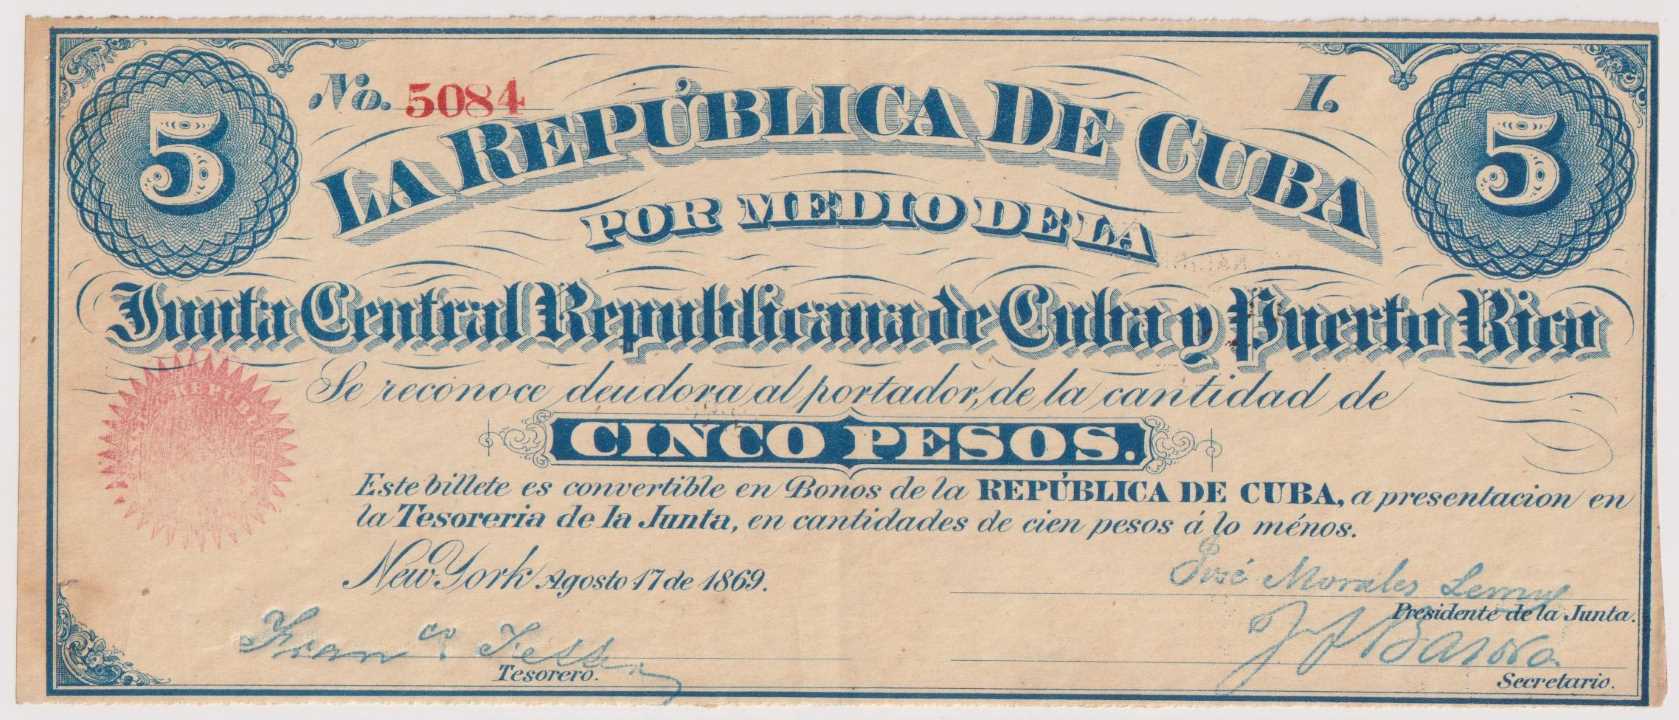 5 No. 5084 I. 5
LA REPÚBLICA DE CUBA
POR MEDIO DE LA
Junta Central Republicana de Cuba y Puerto Rico
Se reconoce deudora al portador, de la cantidad de
CINCO PESOS.
Este billete es convertible en Bonos de la REPÚBLICA DE CUBA, a presentacion en
la Tesoreria de la Junta, en cantidades de cien pesos á lo ménos.
New York Agosto 17 de 1869.
José Morales Lemus
Presidente de la Junta.
Franco
Tesorero.
Secretario.